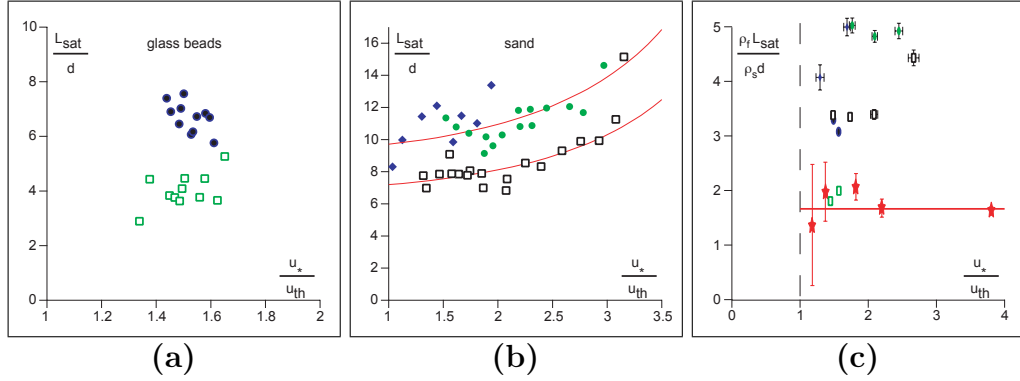 L_sat
d
glass beads
10
8
6
4
2
0
u_*
u_th
1
1.2
1.4
1.6
1.8
2
(a)
L_sat
d
sand
16
14
12
10
8
6
4
2
0
u_*
u_th
1
1.5
2
2.5
3
3.5
(b)
ρ_f L_sat
ρ_s d
5
4
3
2
1
0
u_*
u_th
0
1
2
3
4
(c)